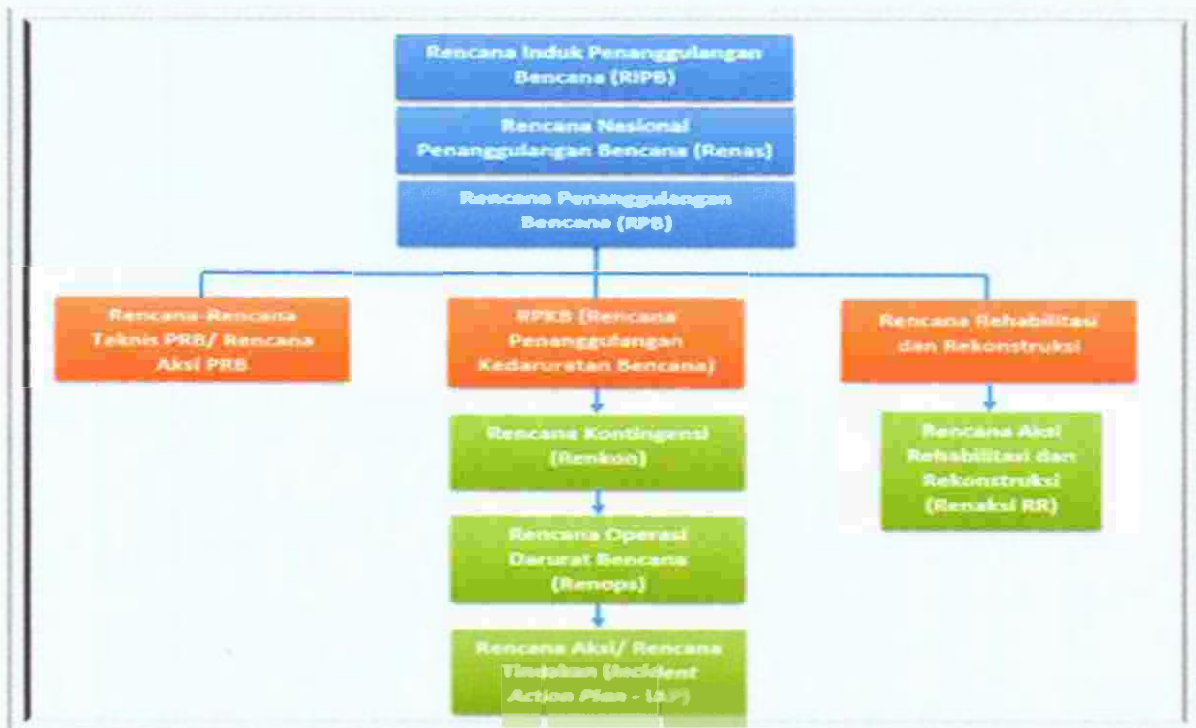 Rencana Induk Penanggulangan
Bencana (RIPB)
Rencana Nasional
Penanggulangan Bencana (Renas)
Rencana Penanggulangan
Bencana (RPB)
Rencana-Rencana
Teknis PRB/ Rencana
Aksi PRB
RPKB (Rencana
Penanggulangan
Kedaruratan Bencana)
Rencana Rehabilitasi
dan Rekonstruksi
Rencana Kontingensi
(Renkon)
Rencana Aksi
Rehabilitasi dan
Rekonstruksi
(Renaksi RR)
Rencana Operasi
Darurat Bencana
(Renops)
Rencana Aksi/ Rencana
Tindakan (
Action Plan - IAP)